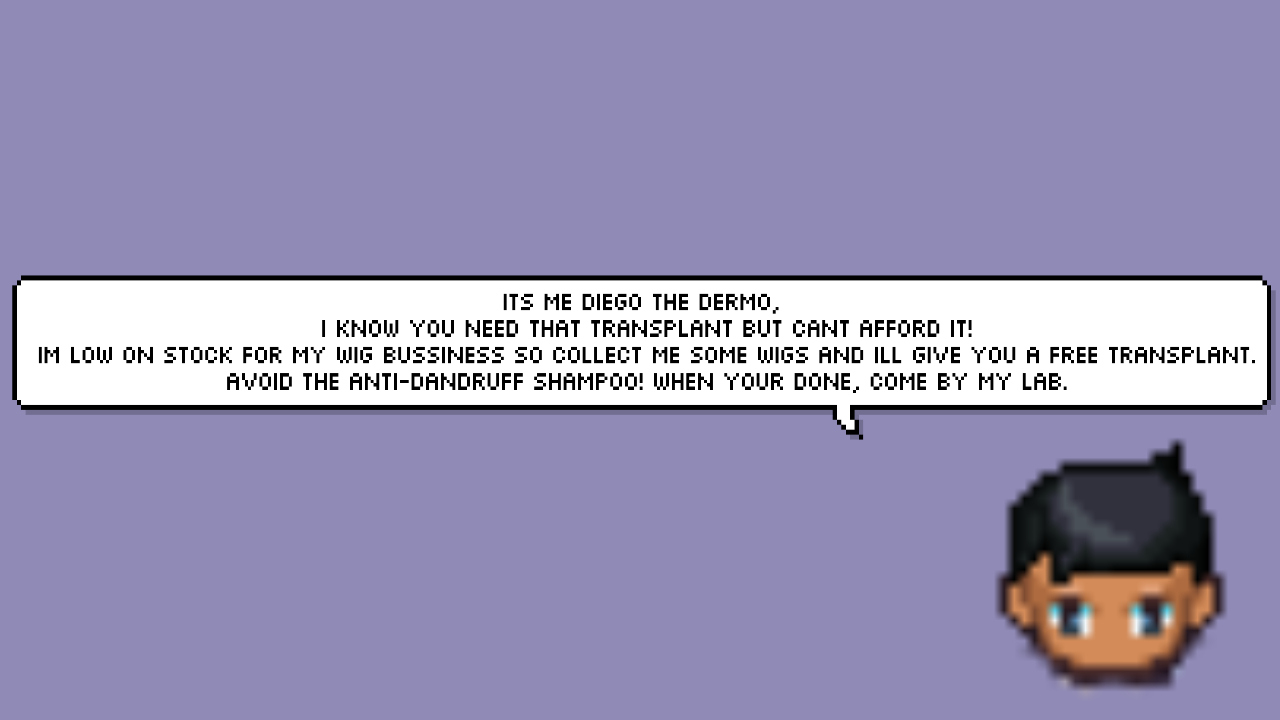 ITS ME DIEGO THE DERMO,
I KNOW YOU NEED THAT TRANSPLANT BUT CANT AFFORD IT!
IM LOW ON STOCK FOR MY WIG BUSSINESS SO COLLECT ME SOME WIGS AND ILL GIVE YOU A FREE TRANSPLANT.
AVOID THE ANTI-DANDRUFF SHAMPOO! WHEN YOUR DONE, COME BY MY LAB.